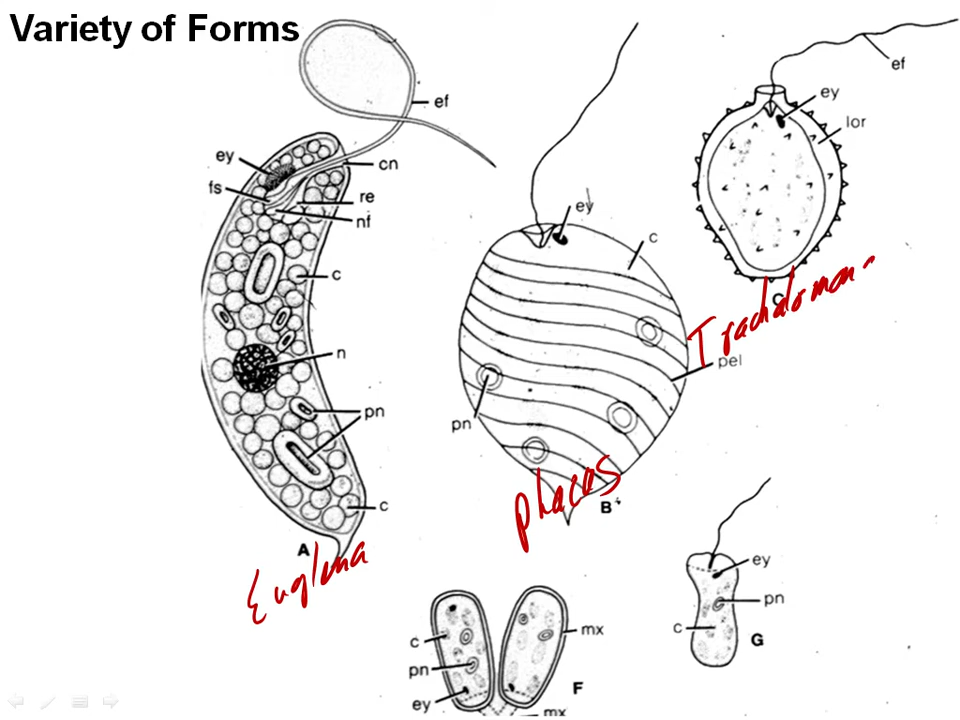 Variety of Forms
ef
ey
cn
fs
re
nf
c
n
pn
c
A
Euglena
ey
c
pel
pn
B
phacus
ef
ey
lor
C
c
pn
ey
mx
F
mx
ey
pn
c
G